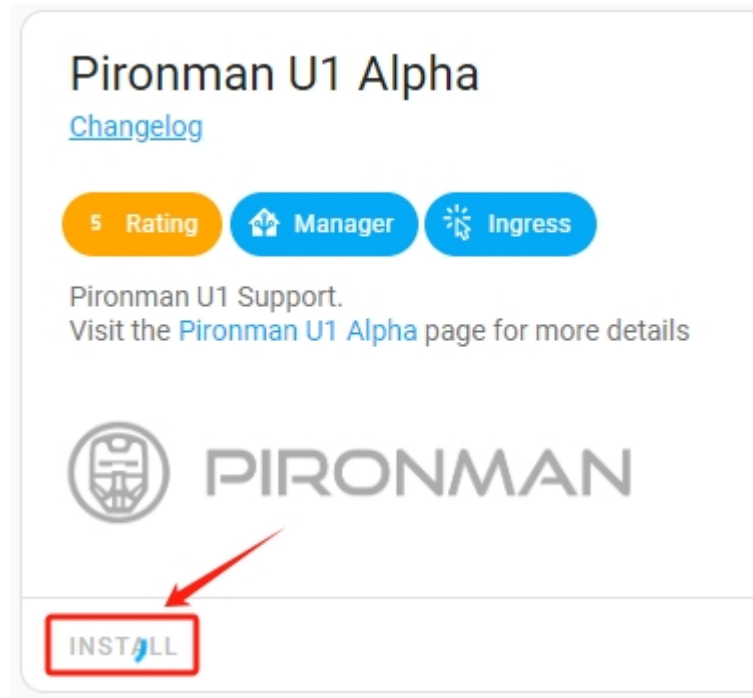 Pironman U1 Alpha
Changelog
5 Rating Manager Ingress
Pironman U1 Support.
Visit the Pironman U1 Alpha page for more details
PIRONMAN
INSTALL